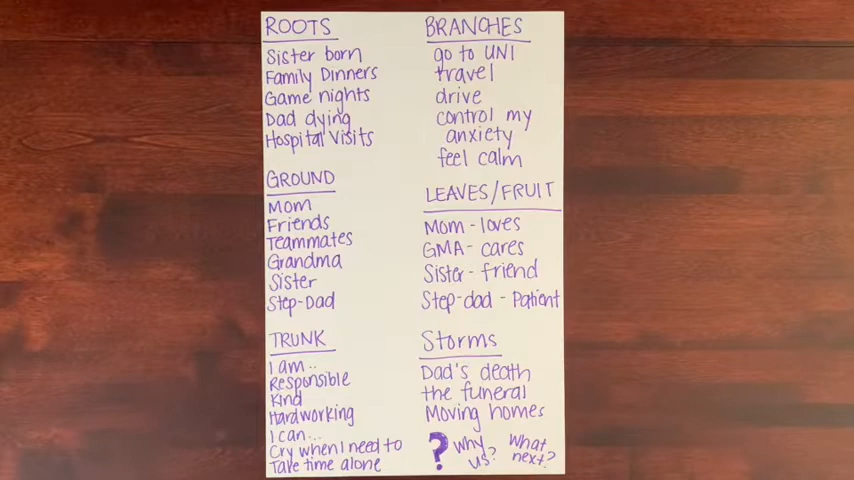 ROOTS
Sister born
Family Dinners
Game nights
Dad dying
Hospital Visits
GROUND
Mom
Friends
Teammates
Grandma
Sister
Step-Dad
TRUNK
I am..
Responsible
Kind
Hardworking
I can...
Cry when I need to
Take time alone
BRANCHES
go to UNI
travel
drive
control my
anxiety
feel calm
LEAVES/FRUIT
Mom - loves
GMA - cares
Sister - friend
Step-dad - Patient
Storms
Dad's death
the funeral
Moving homes
?
Why
us?
What
next?